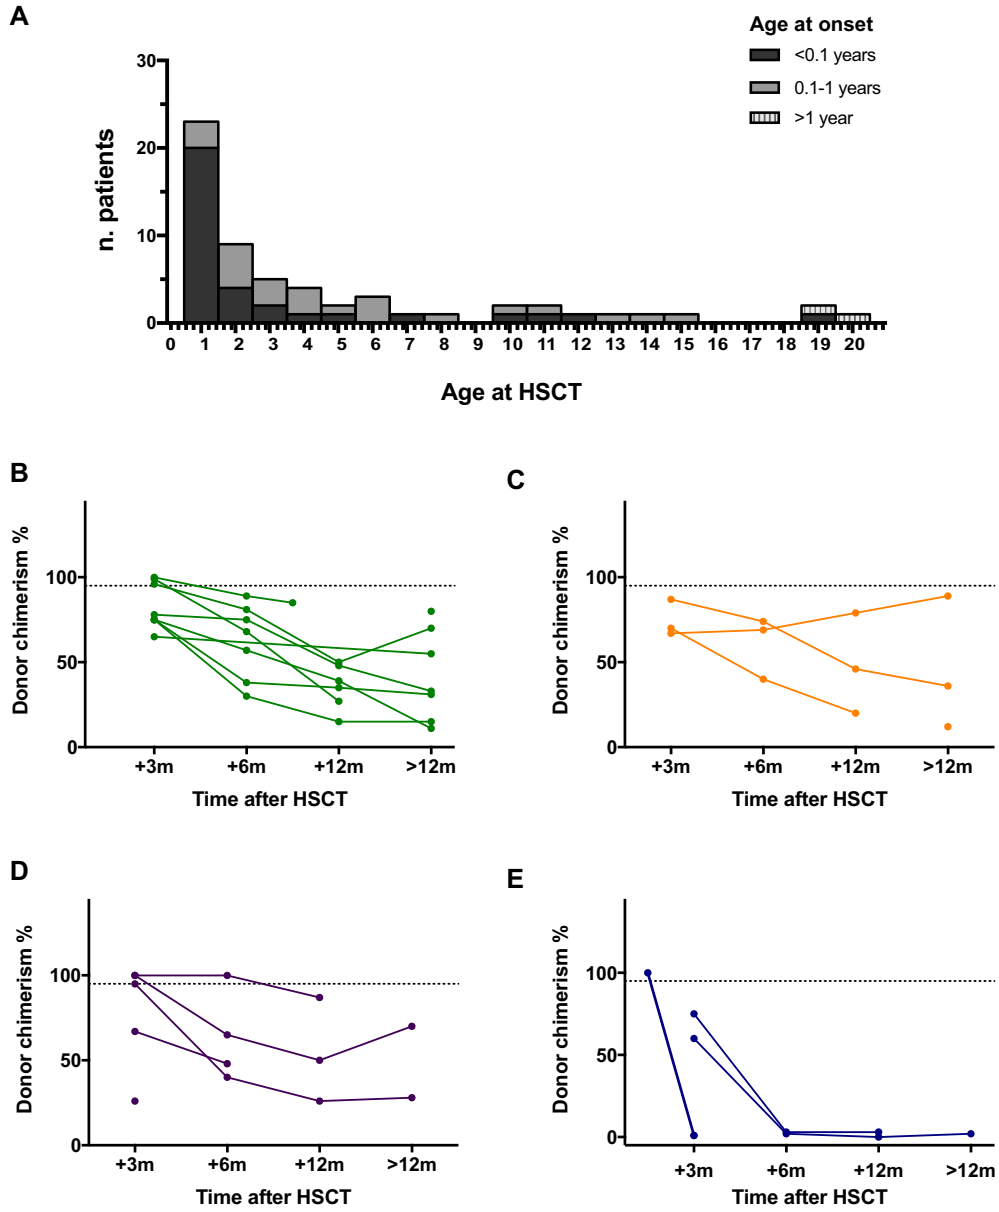 A
Age at onset
<0.1 years
0.1-1 years
>1 year
n. patients
30
20
10
0
0 1 2 3 4 5 6 7 8 9 10 11 12 13 14 15 16 17 18 19 20
Age at HSCT
B
Donor chimerism %
100
50
0
+3m +6m +12m >12m
Time after HSCT
C
Donor chimerism %
100
50
0
+3m +6m +12m >12m
Time after HSCT
D
Donor chimerism %
100
50
0
+3m +6m +12m >12m
Time after HSCT
E
Donor chimerism %
100
50
0
+3m +6m +12m >12m
Time after HSCT